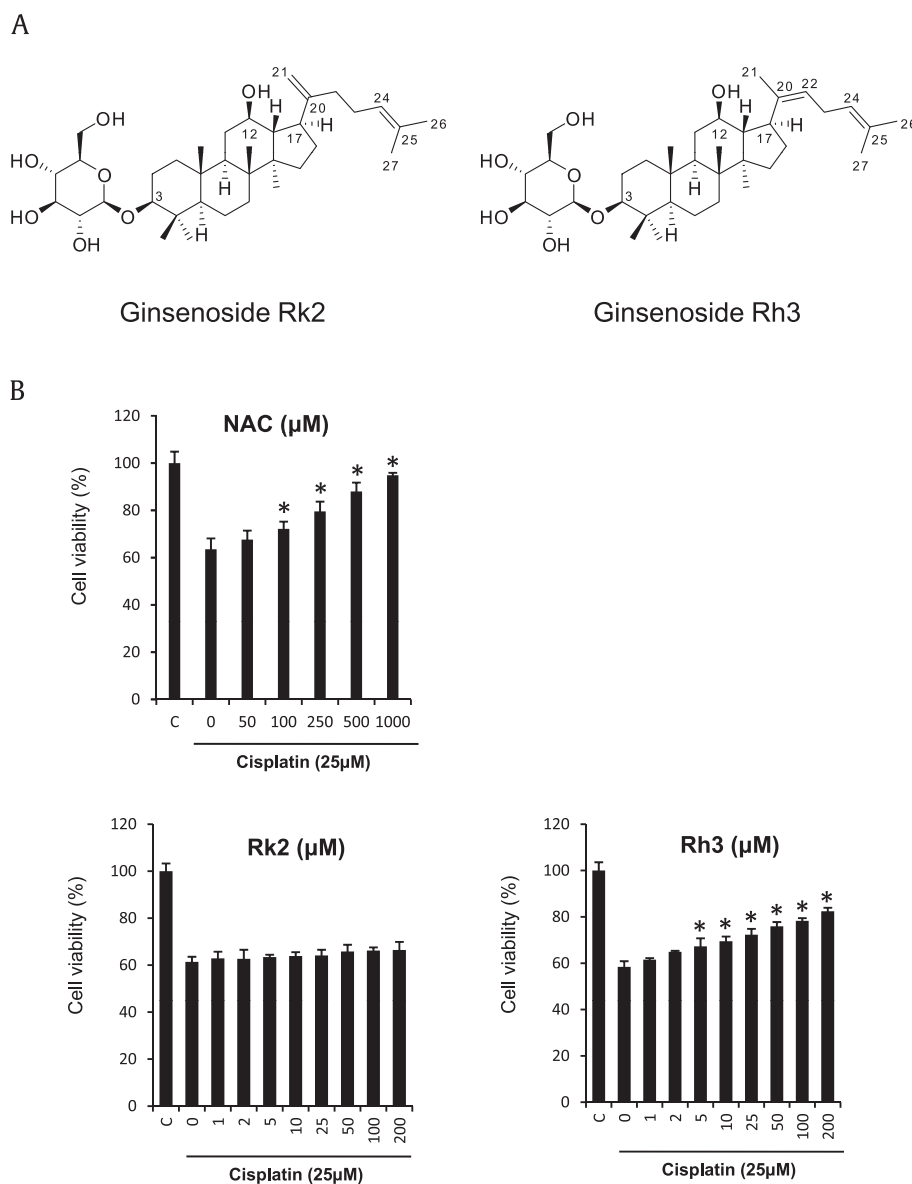 A
21
OH
H
20
24
12
26
OH
17
H
25
27
HO
O
H
3
HO
O
H
OH
21
OH
H
20
22
24
12
26
OH
17
H
25
27
HO
O
H
3
HO
O
H
OH
Ginsenoside Rk2
Ginsenoside Rh3
B
NAC (µM)
Cell viability (%)
120
100
80
60
40
20
0
* * * *
C 0 50 100 250 500 1000
Cisplatin (25µM)
Rk2 (µM)
Cell viability (%)
120
100
80
60
40
20
0
C 0 1 2 5 10 25 50 100 200
Cisplatin (25µM)
Rh3 (µM)
Cell viability (%)
120
100
80
60
40
20
0
* * * * * *
C 0 1 2 5 10 25 50 100 200
Cisplatin (25µM)